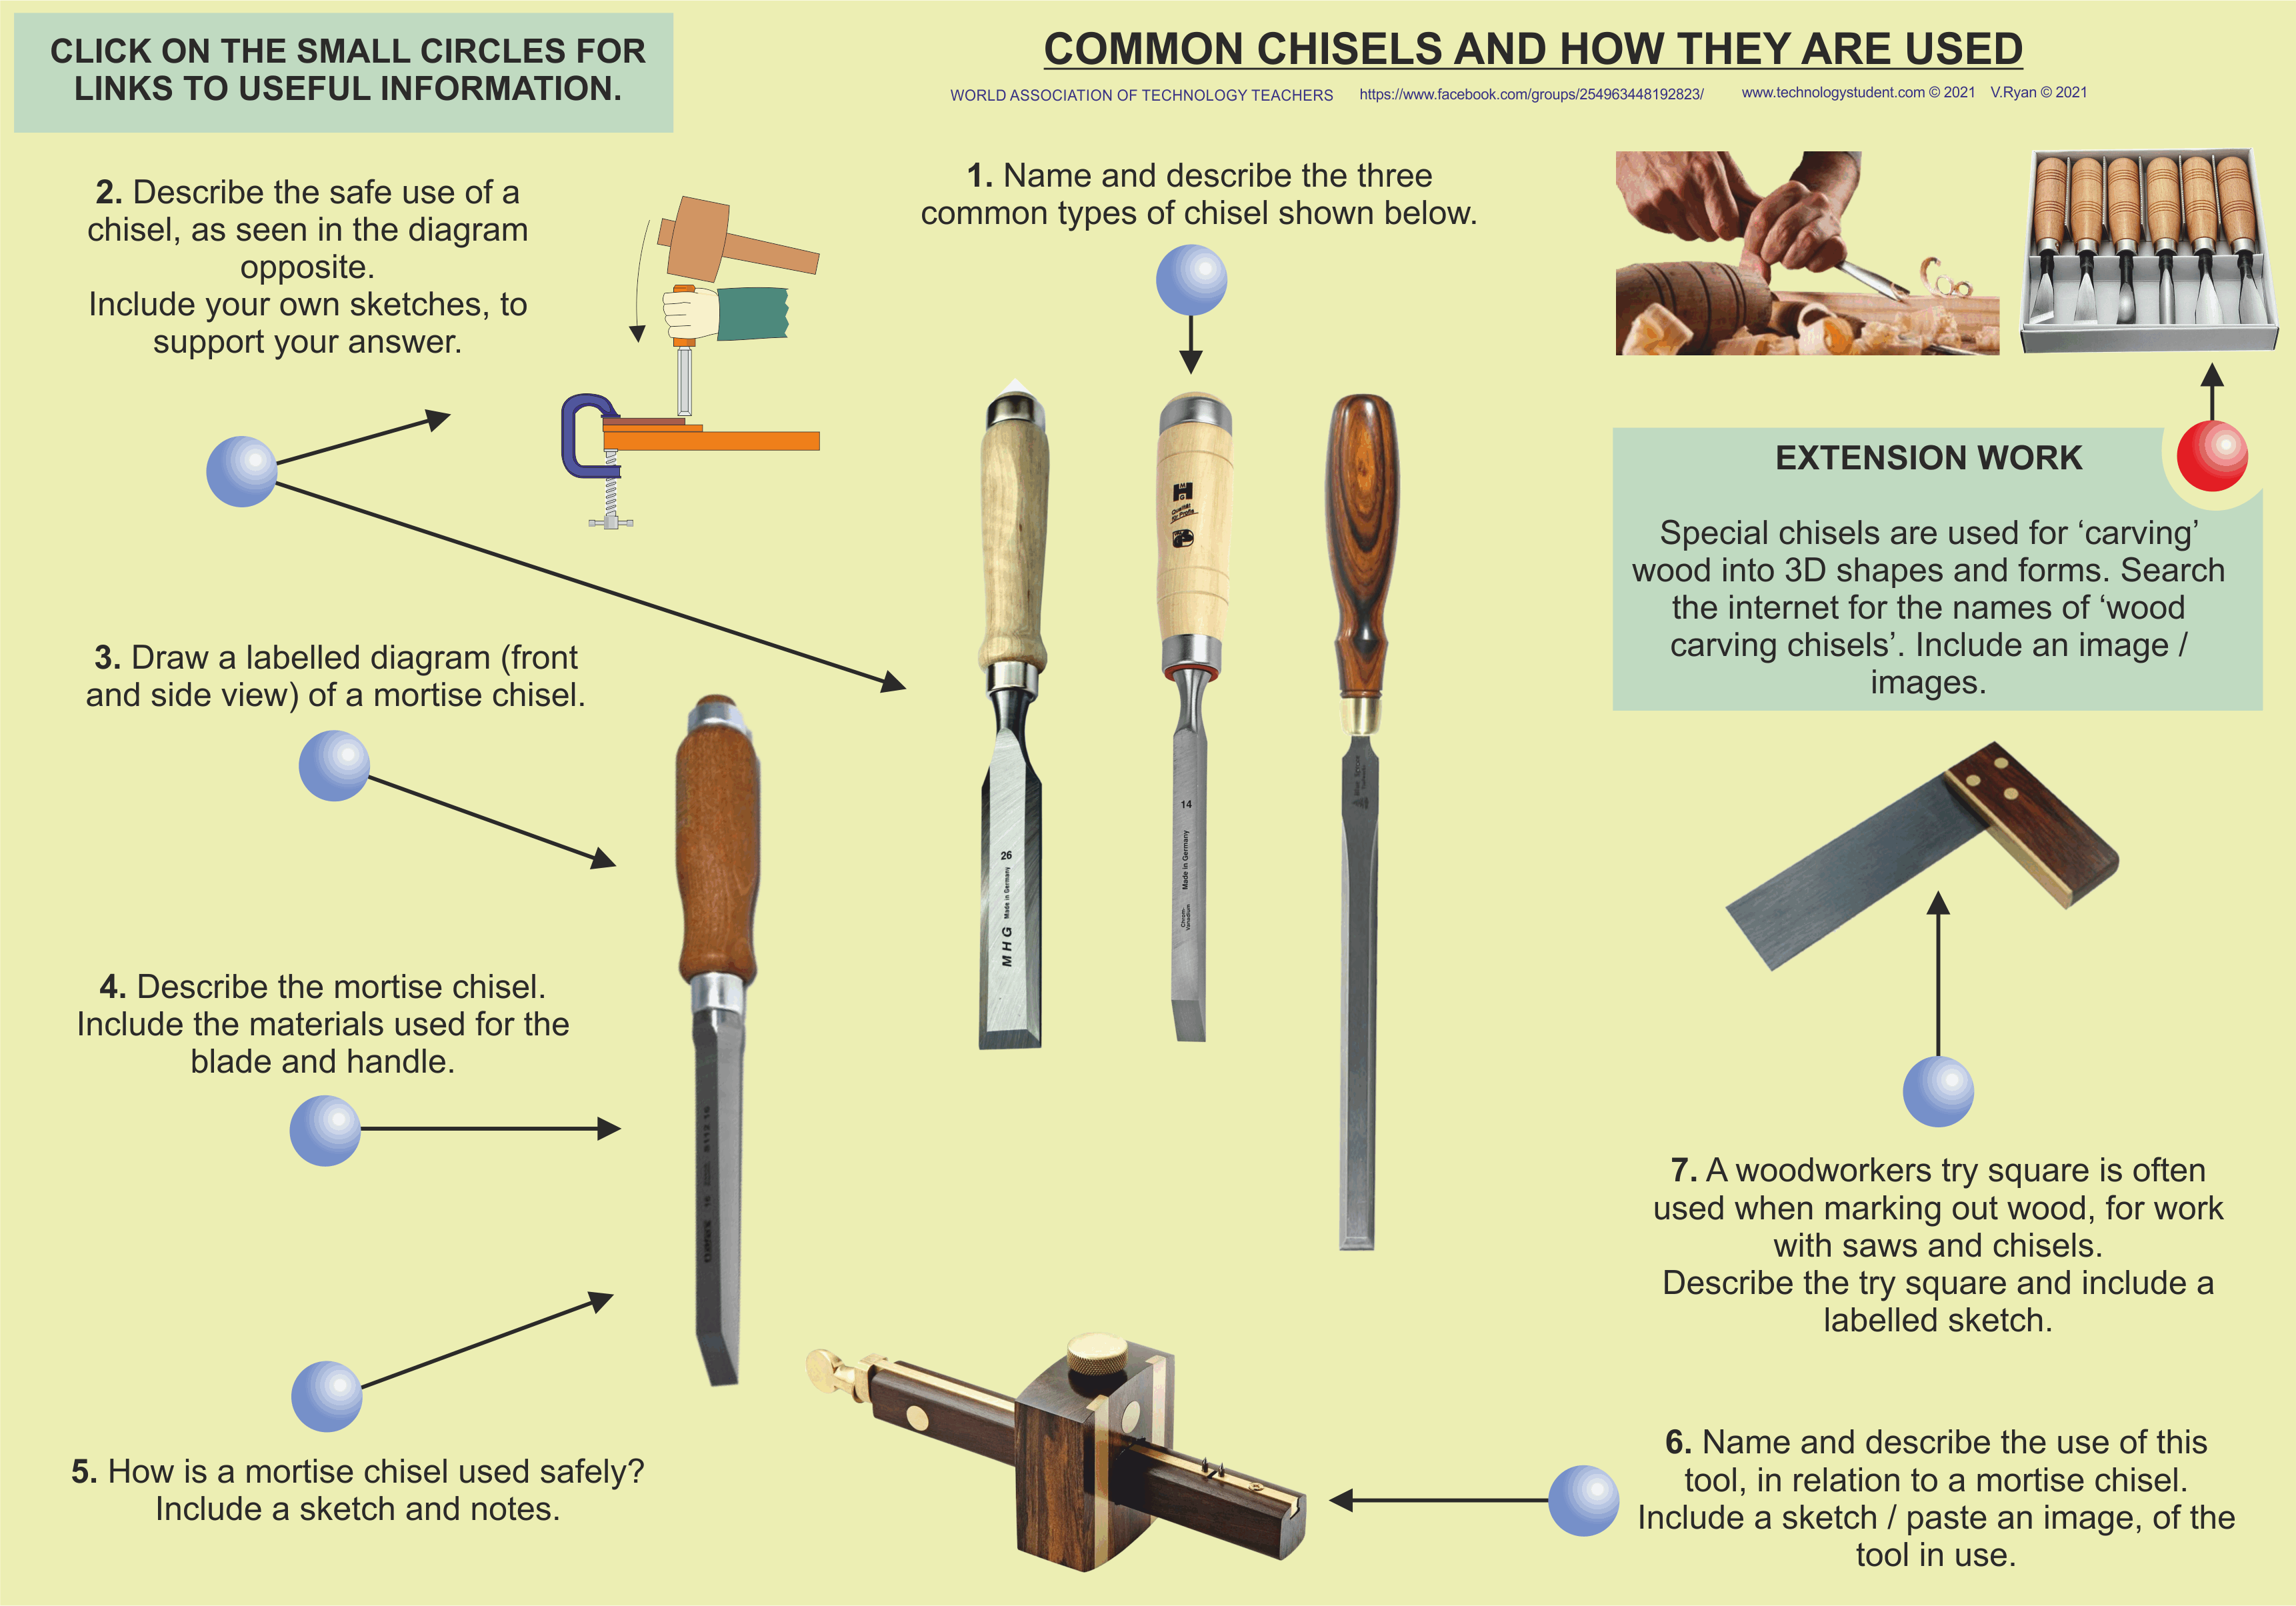 CLICK ON THE SMALL CIRCLES FOR
LINKS TO USEFUL INFORMATION.
COMMON CHISELS AND HOW THEY ARE USED
WORLD ASSOCIATION OF TECHNOLOGY TEACHERS https://www.facebook.com/groups/254963448192823/ www.technologystudent.com © 2021 V.Ryan © 2021
2. Describe the safe use of a
chisel, as seen in the diagram
opposite.
Include your own sketches, to
support your answer.
1. Name and describe the three
common types of chisel shown below.
EXTENSION WORK
Special chisels are used for ‘carving’
wood into 3D shapes and forms. Search
the internet for the names of ‘wood
carving chisels’. Include an image /
images.
3. Draw a labelled diagram (front
and side view) of a mortise chisel.
4. Describe the mortise chisel.
Include the materials used for the
blade and handle.
5. How is a mortise chisel used safely?
Include a sketch and notes.
26
Made in Germany
MHG
14
Made in Germany
Chrom-
Vanadium
7. A woodworkers try square is often
used when marking out wood, for work
with saws and chisels.
Describe the try square and include a
labelled sketch.
6. Name and describe the use of this
tool, in relation to a mortise chisel.
Include a sketch / paste an image, of the
tool in use.